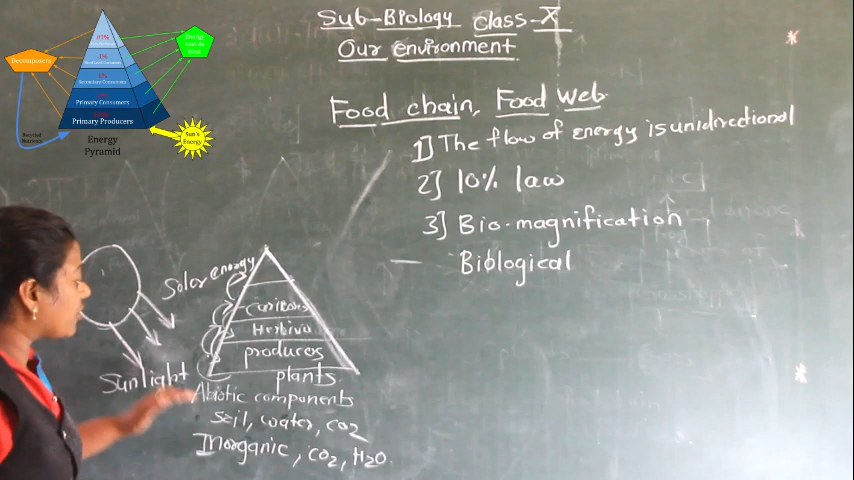 Sub-Biology class-X
Our environment
Food chain, Food Web
1] The flow of energy is unidirectional
2] 10% law
3] Bio-magnification
Biological
Decomposers
Energy
Primary Consumers
Primary Producers
Energy
Pyramid
Sun's
Energy
Solar energy
producers
plants
Sunlight
Abiotic components
Soil, water, CO2
Inorganic, CO2, H2O.